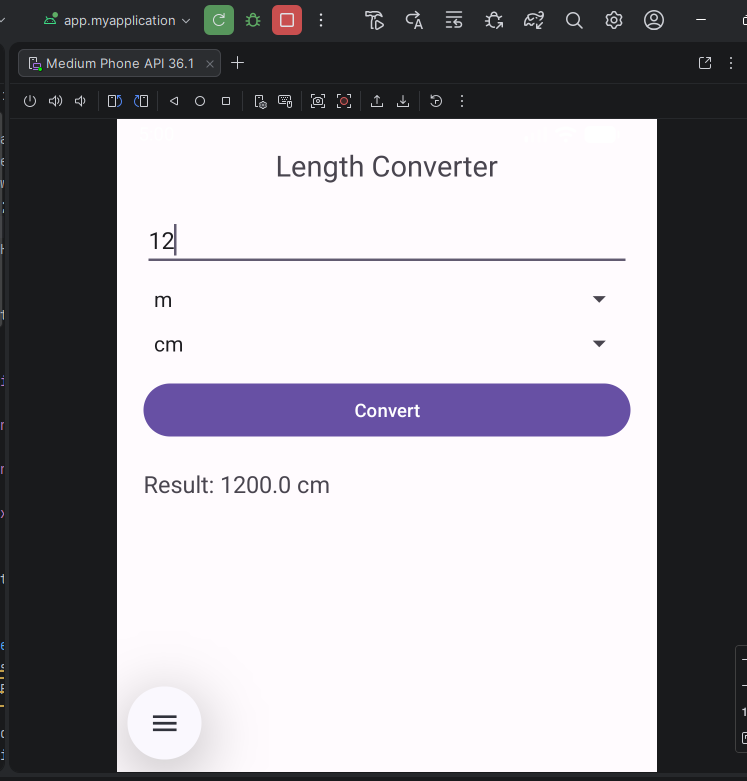 app.myapplication
Medium Phone API 36.1
Length Converter
12
m
cm
Convert
Result: 1200.0 cm